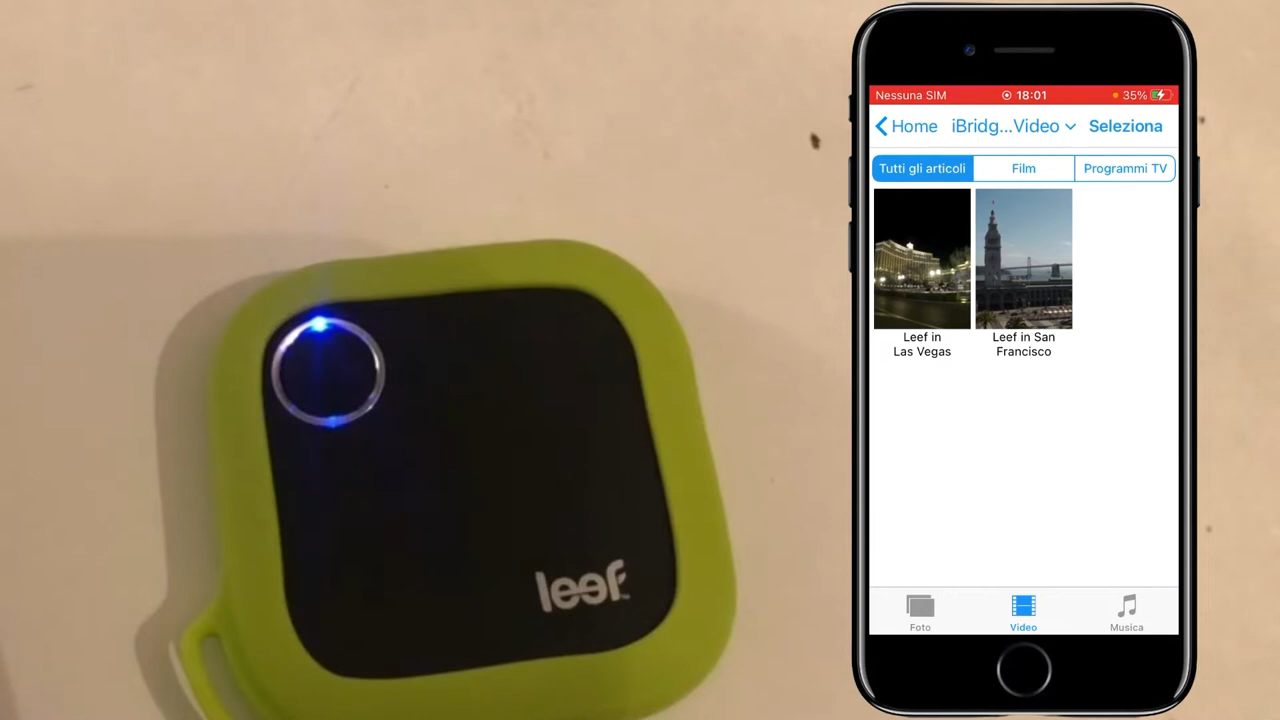 leef™
Nessuna SIM 18:01 35%
Home iBridg...Video Seleziona
Tutti gli articoli Film Programmi TV
Leef in
Las Vegas
Leef in San
Francisco
Foto Video Musica